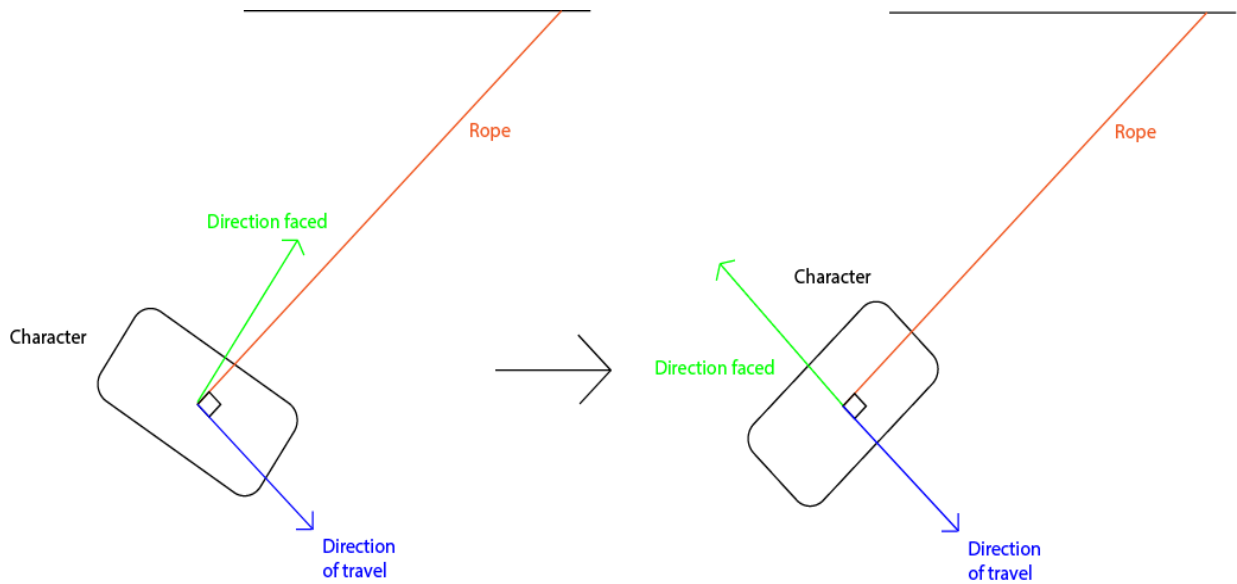 Rope
Direction faced
Character
Direction
of travel
Rope
Character
Direction faced
Direction
of travel